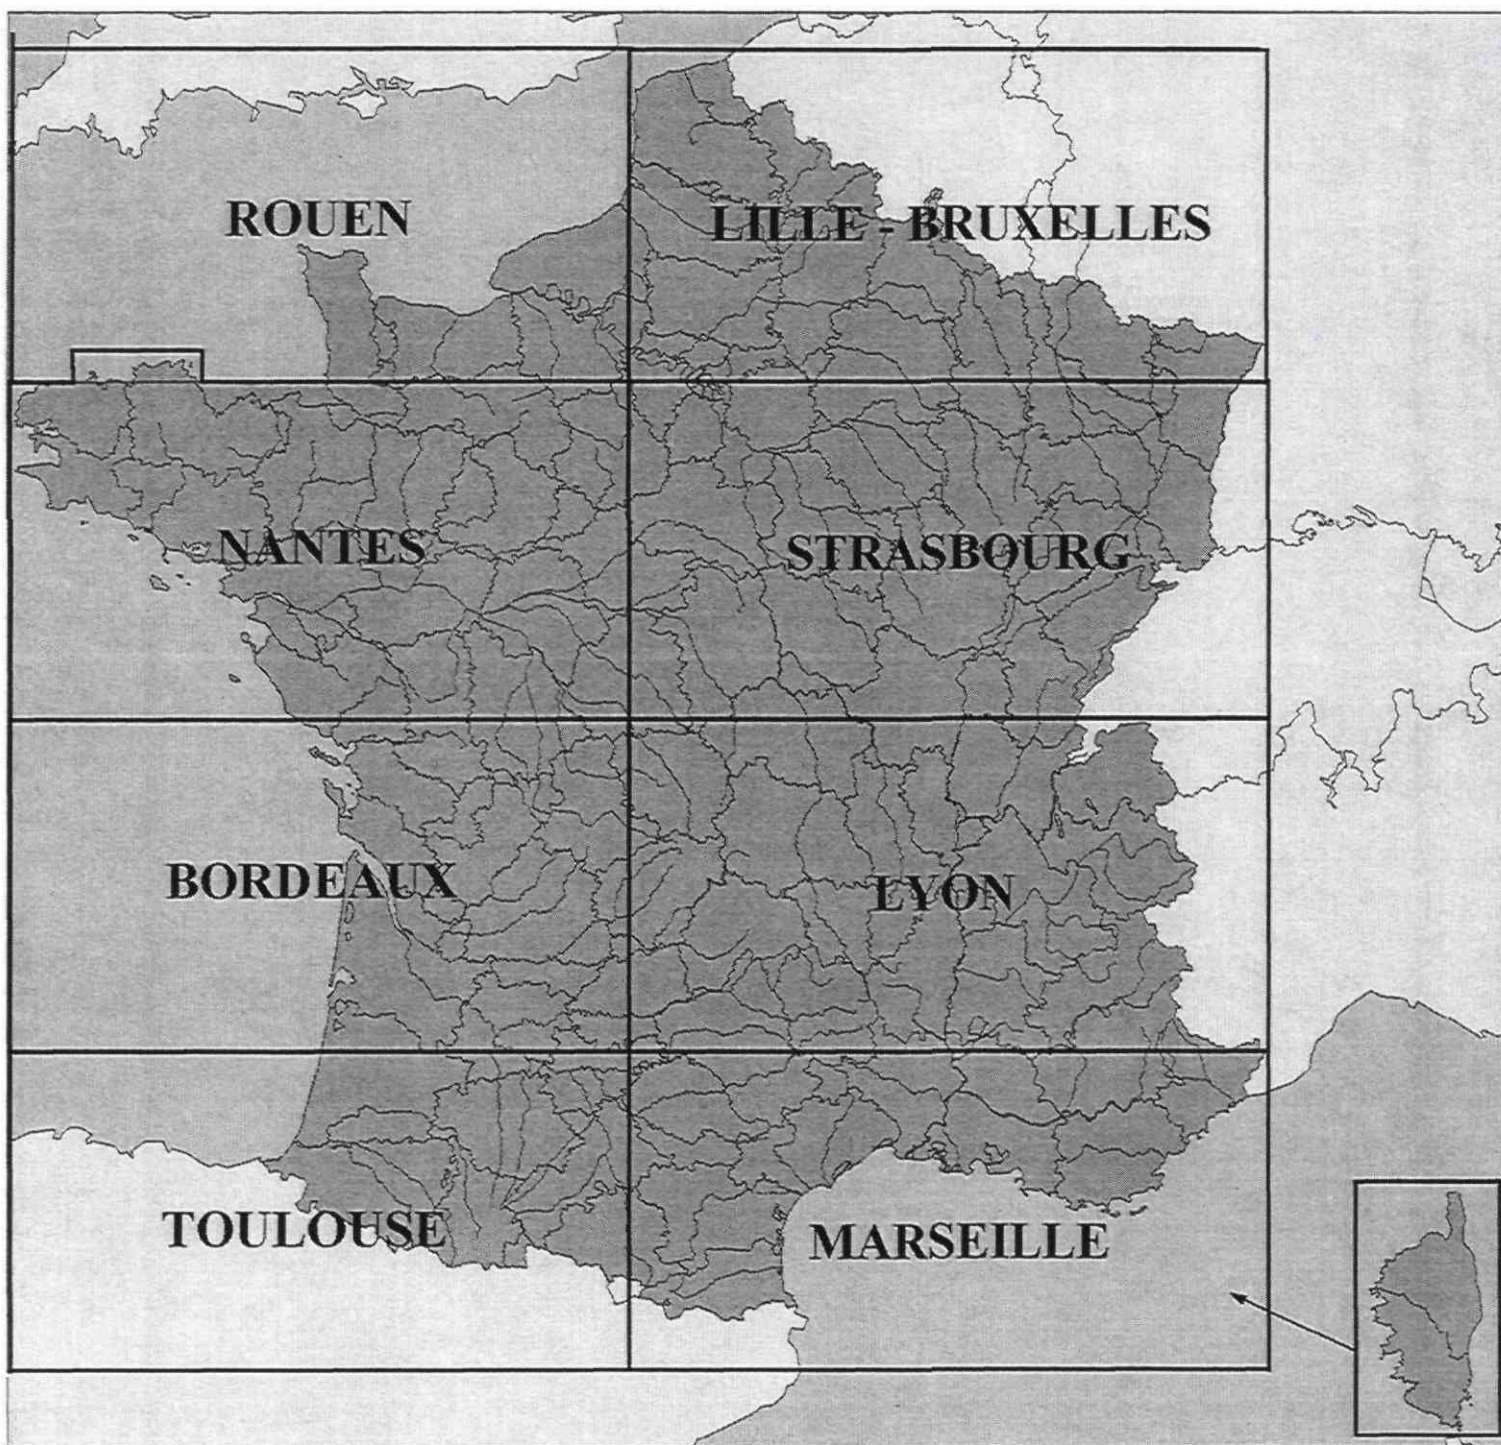 ROUEN
LILLE - BRUXELLES
NANTES
STRASBOURG
BORDEAUX
LYON
TOULOUSE
MARSEILLE